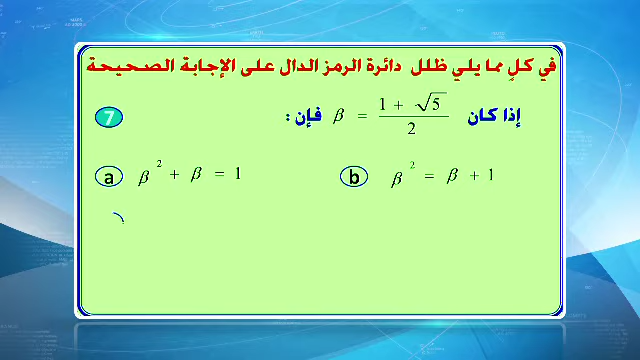 في كلٍ مما يلي ظلل دائرة الرمز الدال على الإجابة الصحيحة
7 إذا كان β = (1 + √5)/2 فإن :
a β² + β = 1 b β² = β + 1